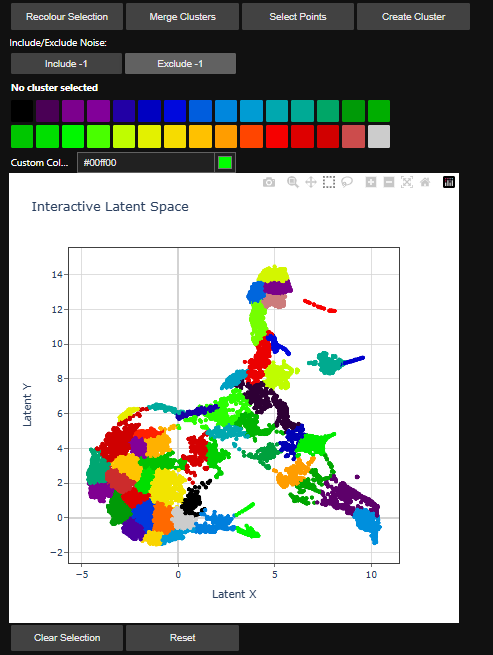 Recolour Selection Merge Clusters Select Points Create Cluster
Include/Exclude Noise:
Include -1 Exclude -1
No cluster selected
Custom Col... #00ff00
Interactive Latent Space
14
12
10
8
6
4
2
0
−2
Latent Y
−5 0 5 10
Latent X
Clear Selection Reset